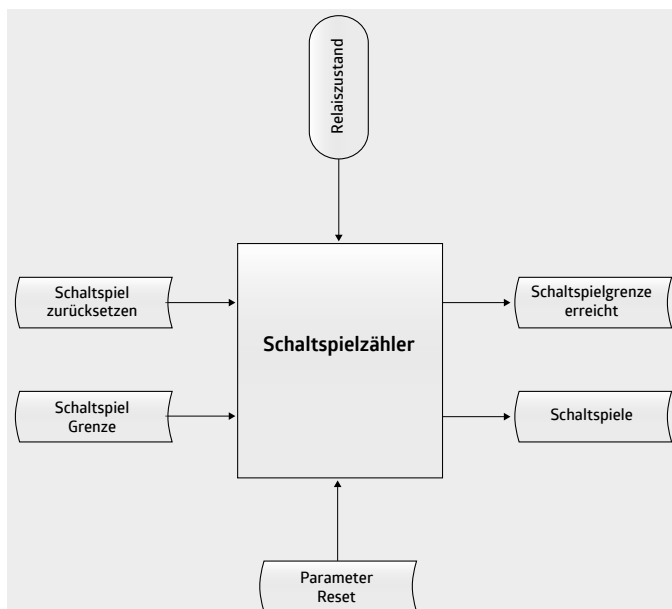 Relaiszustand
Schaltspiel
zurücksetzen
Schaltspielgrenze
erreicht
Schaltspielzähler
Schaltspiel
Grenze
Schaltspiele
Parameter
Reset